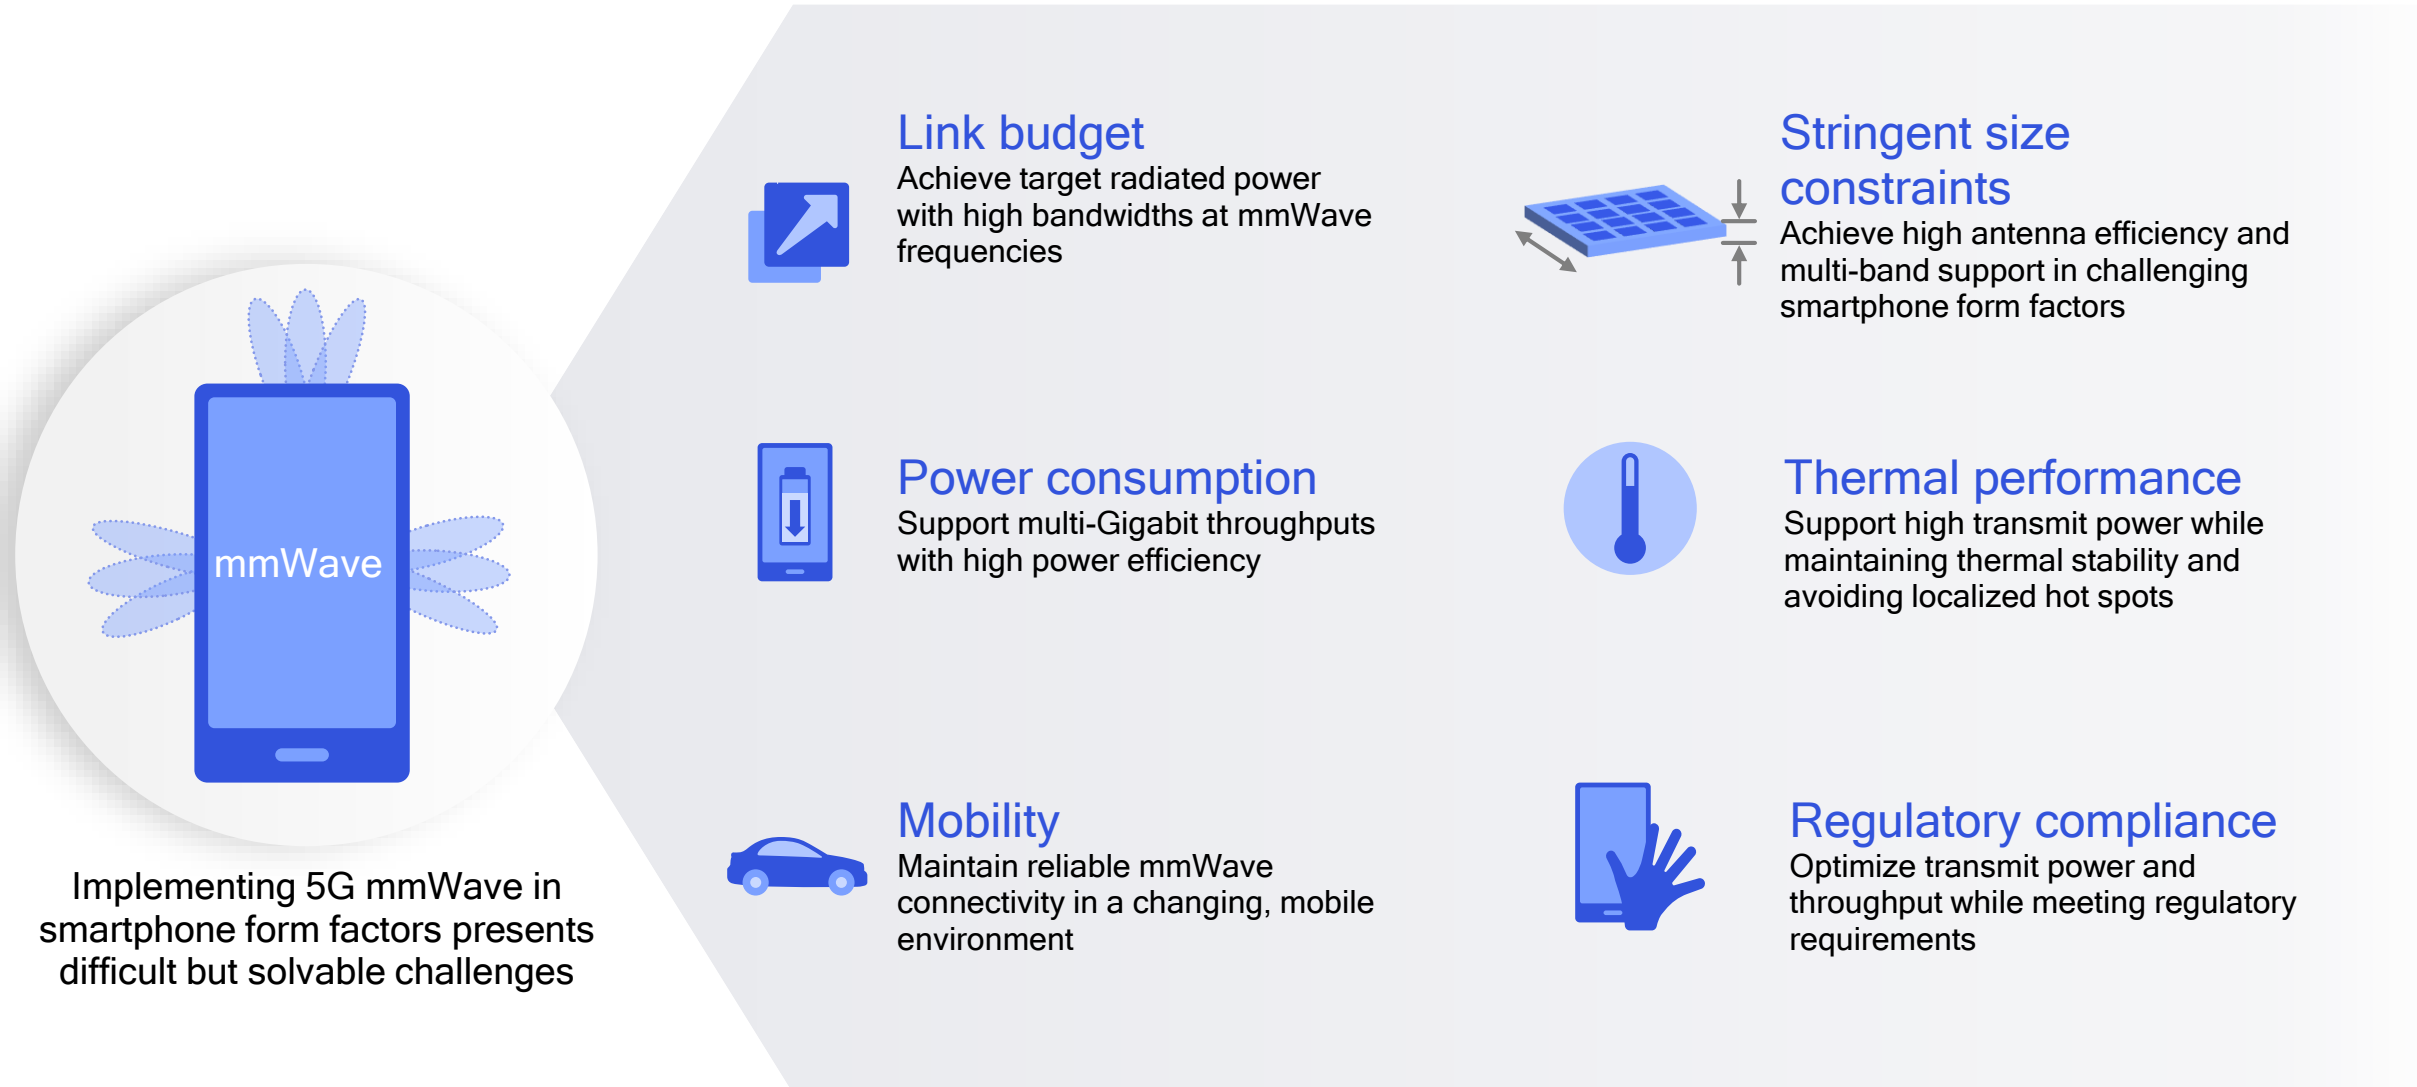 mmWave
Implementing 5G mmWave in
smartphone form factors presents
difficult but solvable challenges
Link budget
Achieve target radiated power
with high bandwidths at mmWave
frequencies
Stringent size
constraints
Achieve high antenna efficiency and
multi-band support in challenging
smartphone form factors
Power consumption
Support multi-Gigabit throughputs
with high power efficiency
Thermal performance
Support high transmit power while
maintaining thermal stability and
avoiding localized hot spots
Mobility
Maintain reliable mmWave
connectivity in a changing, mobile
environment
Regulatory compliance
Optimize transmit power and
throughput while meeting regulatory
requirements